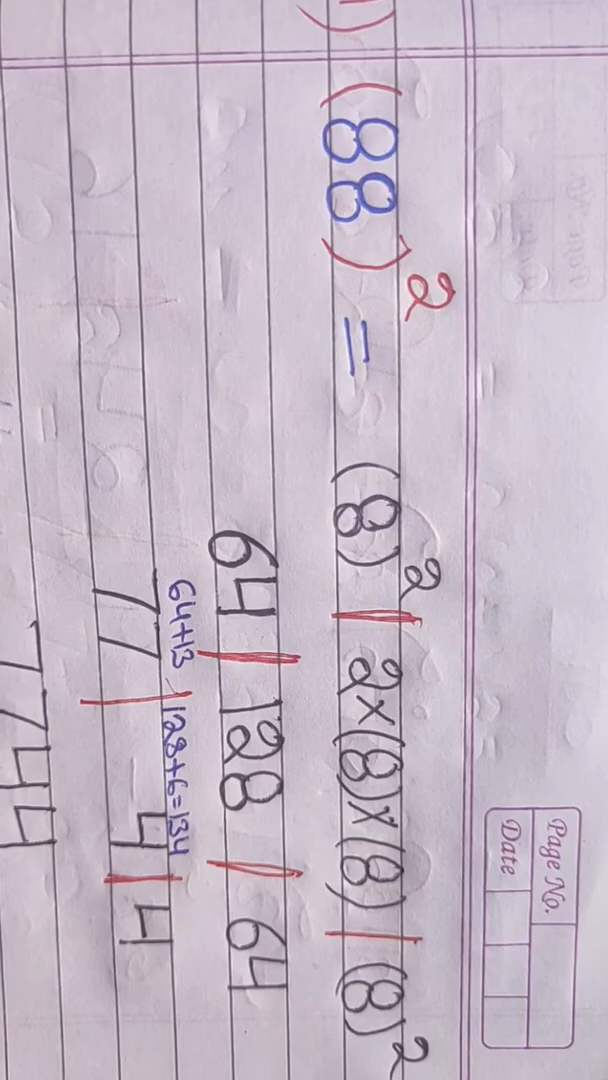 Page No.
Date
1)
(88)² = (8)² | 2×(8)×(8) | (8)²
64 | 128 | 64
64+13 128+6=134
77 | 4 | 4
7744